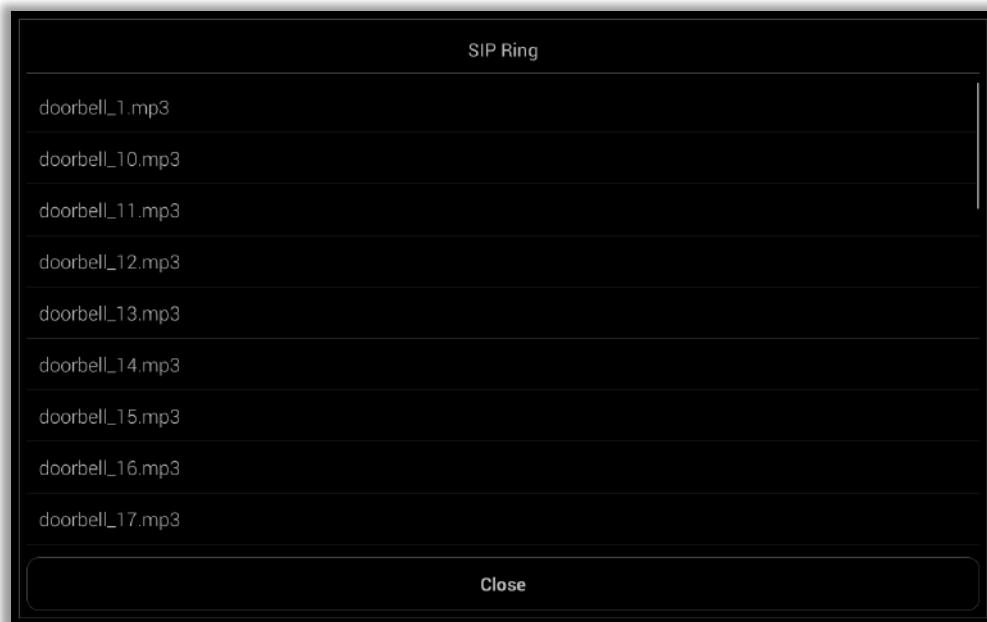 SIP Ring
doorbell_1.mp3
doorbell_10.mp3
doorbell_11.mp3
doorbell_12.mp3
doorbell_13.mp3
doorbell_14.mp3
doorbell_15.mp3
doorbell_16.mp3
doorbell_17.mp3
Close